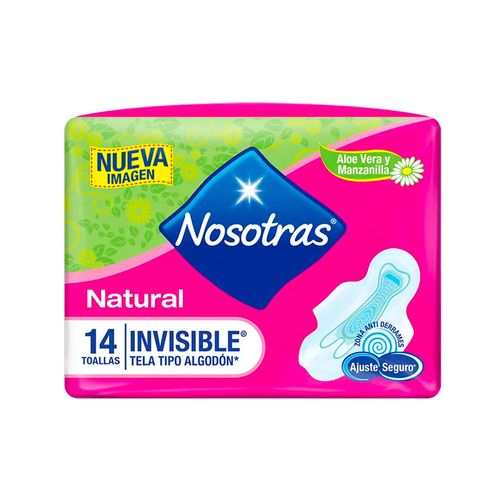 NUEVA
IMAGEN
Aloe Vera y
Manzanilla
Nosotras®
Natural
14
TOALLAS
INVISIBLE®
TELA TIPO ALGODÓN*
ZONA ANTI DERRAMES
Ajuste Seguro®